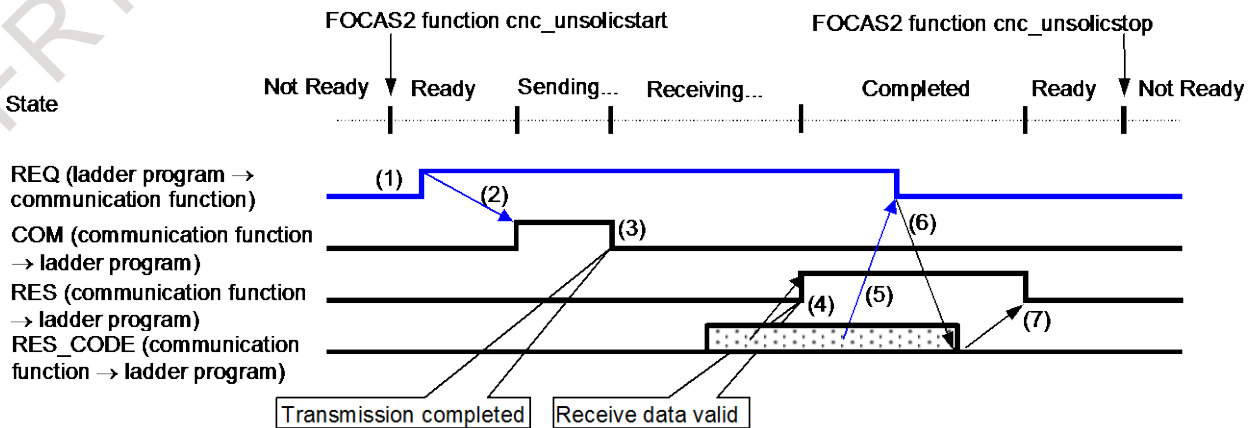 FOCAS2 function cnc_unsolicstart
FOCAS2 function cnc_unsolicstop
State
Not Ready Ready Sending... Receiving... Completed Ready Not Ready
REQ (ladder program →
communication function)
(1)
(2)
COM (communication function
→ ladder program)
(3)
(6)
RES (communication function
→ ladder program)
(4)
(5)
(7)
RES_CODE (communication
function → ladder program)
Transmission completed
Receive data valid